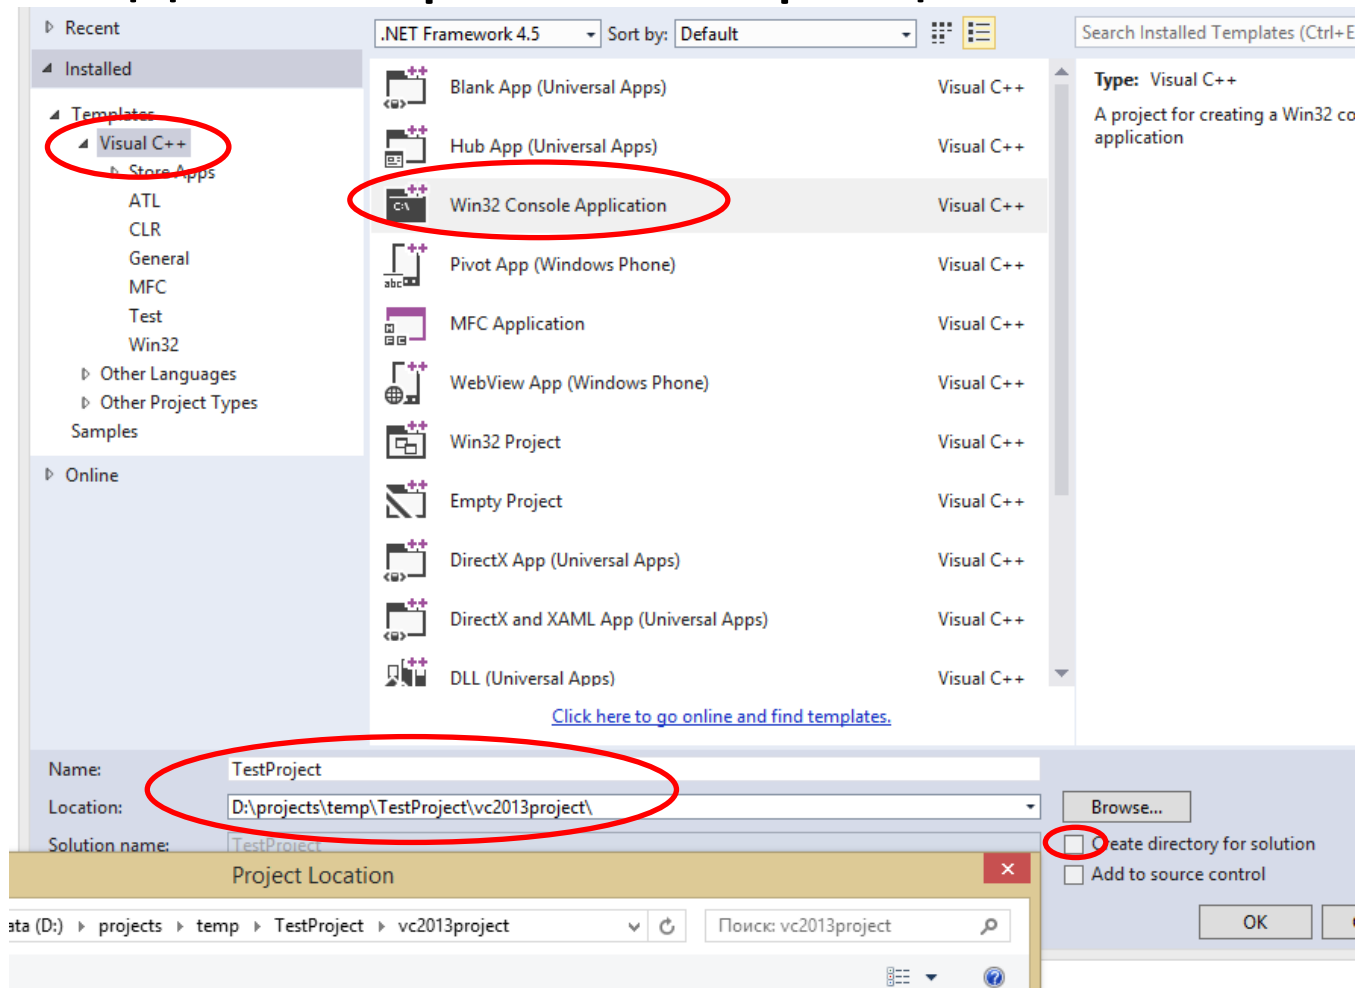 Recent
.NET Framework 4.5 Sort by: Default
Search Installed Templates (Ctrl+E
Installed
Templates
Visual C++
Store Apps
ATL
CLR
General
MFC
Test
Win32
Other Languages
Other Project Types
Samples
Online
Blank App (Universal Apps) Visual C++
Hub App (Universal Apps) Visual C++
Win32 Console Application Visual C++
Pivot App (Windows Phone) Visual C++
MFC Application Visual C++
WebView App (Windows Phone) Visual C++
Win32 Project Visual C++
Empty Project Visual C++
DirectX App (Universal Apps) Visual C++
DirectX and XAML App (Universal Apps) Visual C++
DLL (Universal Apps) Visual C++
Click here to go online and find templates.
Type: Visual C++
A project for creating a Win32 co
application
Name: TestProject
Location: D:\projects\temp\TestProject\vc2013project\ Browse...
Solution name: TestProject
Create directory for solution
Add to source control
OK
Project Location
ata (D:) projects temp TestProject vc2013project
Поиск: vc2013project